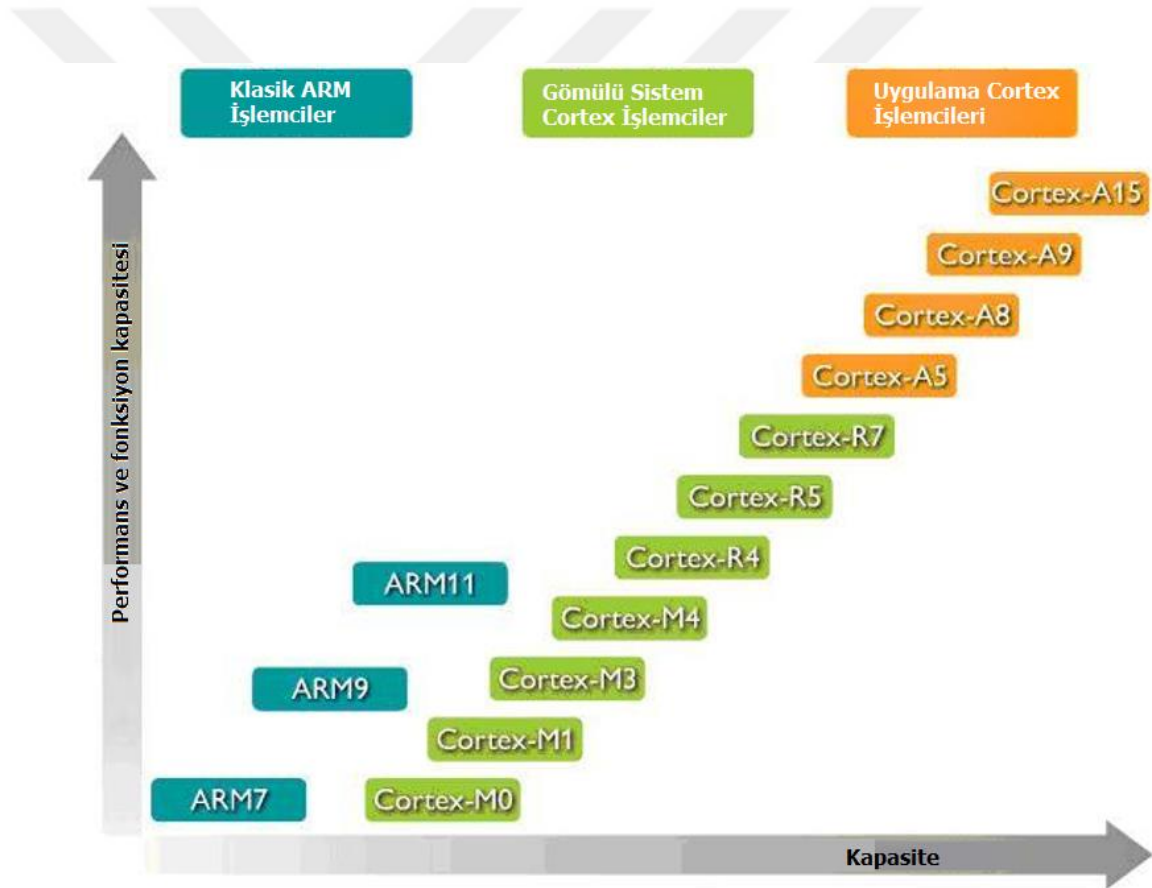 Klasik ARM
İşlemciler
Gömülü Sistem
Cortex İşlemciler
Uygulama Cortex
İşlemcileri
Cortex-A15
Cortex-A9
Cortex-A8
Cortex-A5
Cortex-R7
Cortex-R5
Cortex-R4
ARM11
Cortex-M4
Cortex-M3
ARM9
Cortex-M1
ARM7
Cortex-M0
Performans ve fonksiyon kapasitesi
Kapasite